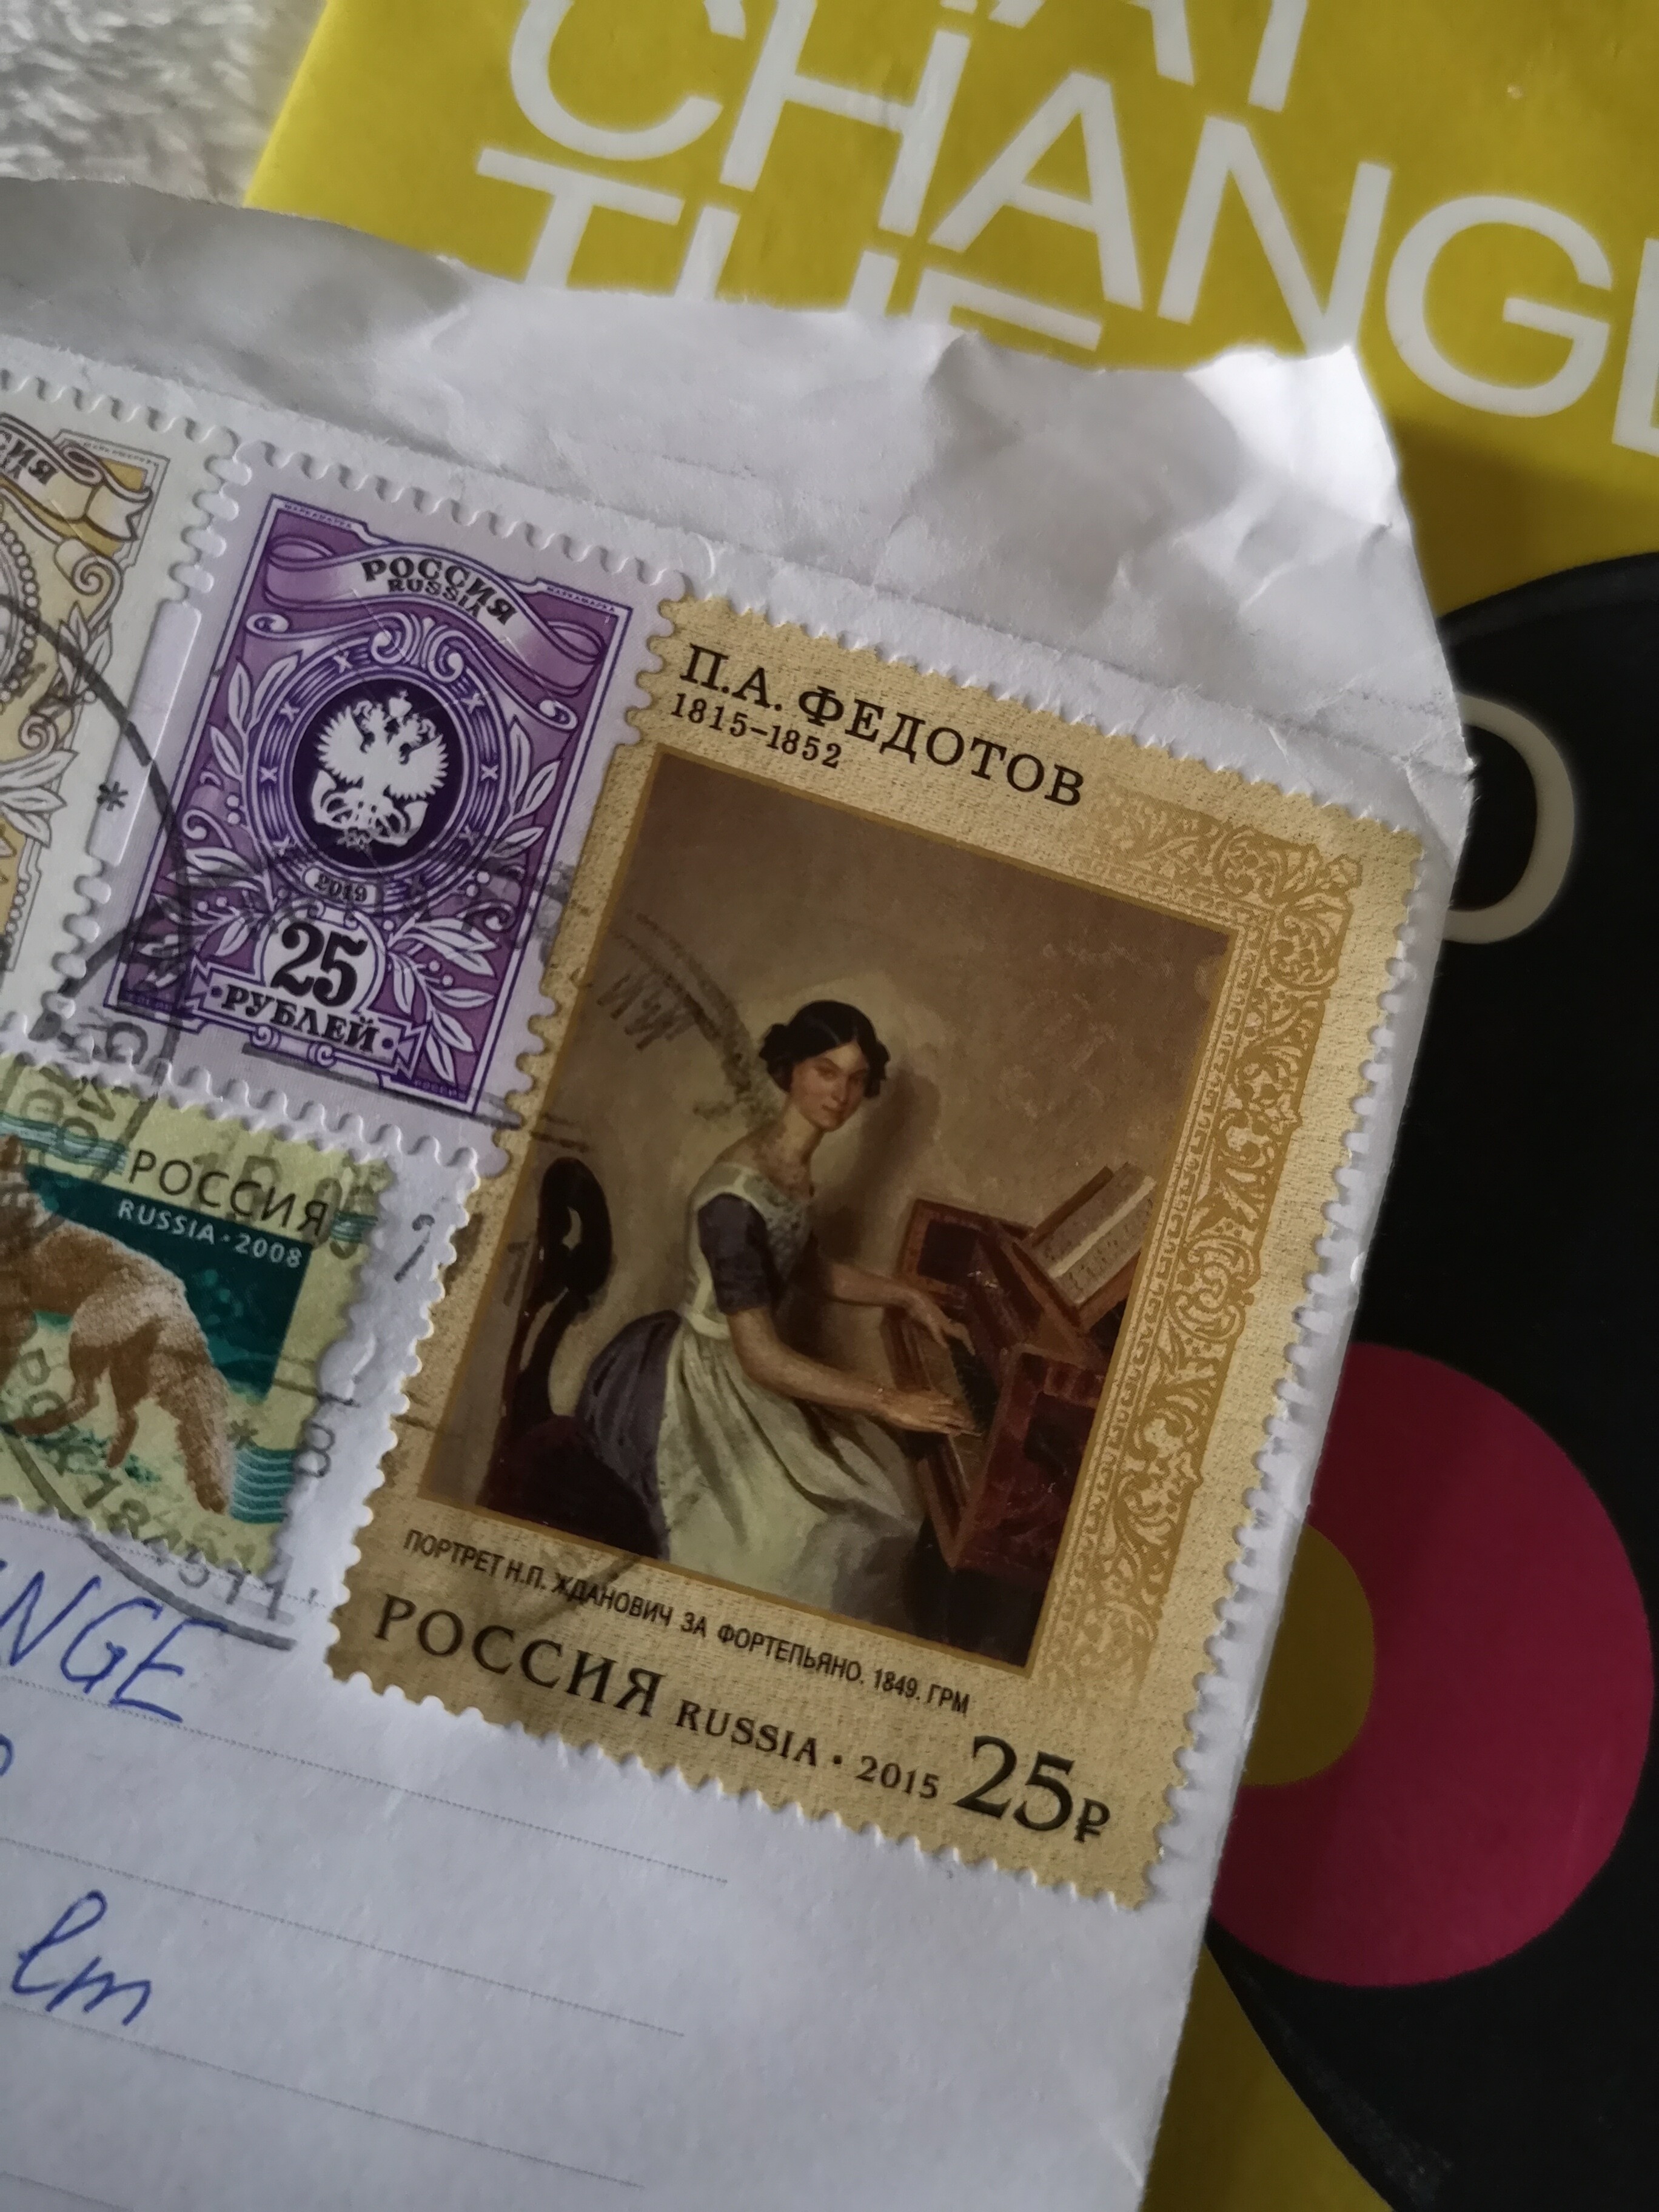 CHANGE
THE
РОССИЯ
RUSSIA
2019
25
РУБЛЕЙ
П.А. ФЕДОТОВ
1815-1852
ПОРТРЕТ Н.П. ЖДАНОВИЧ ЗА ФОРТЕПЬЯНО. 1849. ГРМ
РОССИЯ RUSSIA • 2015 25₽
РОССИЯ
RUSSIA • 2008
NGE
lm